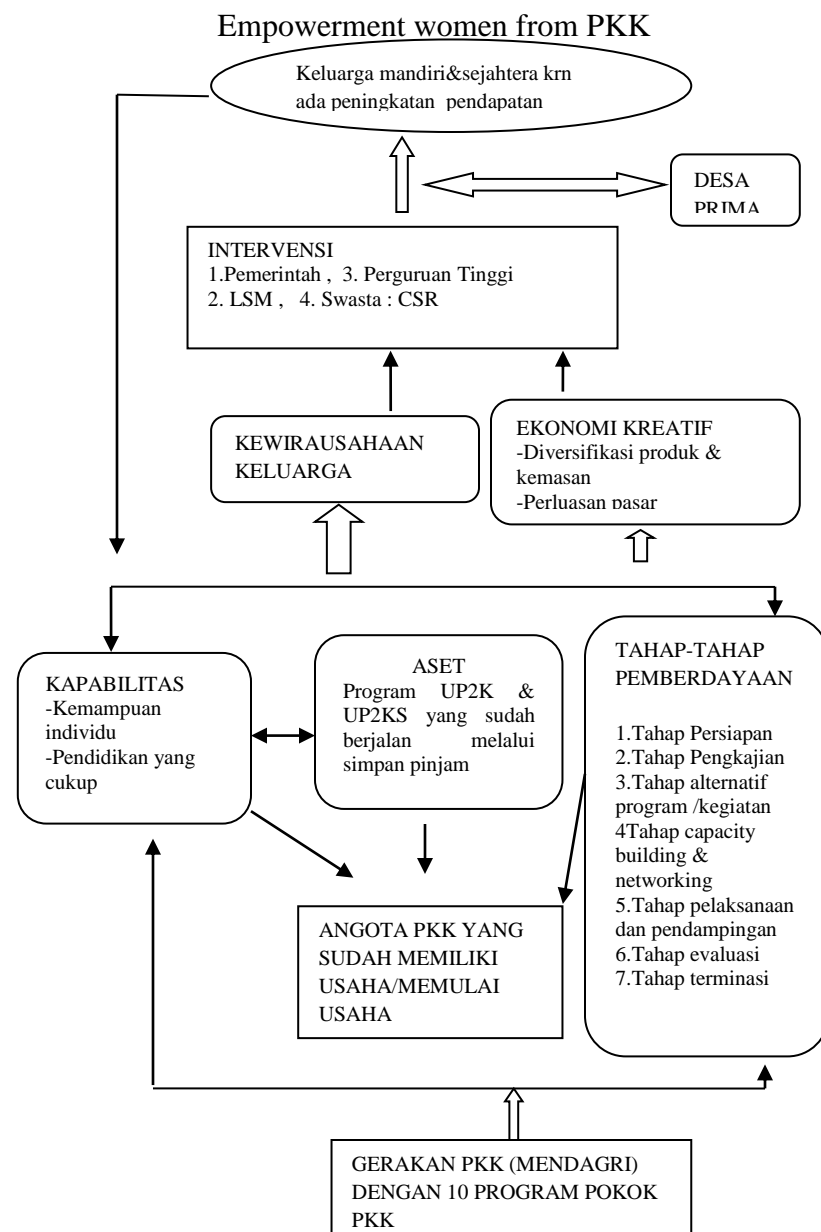 Empowerment women from PKK
Keluarga mandiri&sejahtera krn
ada peningkatan pendapatan
DESA
PRIMA
INTERVENSI
1.Pemerintah , 3. Perguruan Tinggi
2. LSM , 4. Swasta : CSR
KEWIRAUSAHAAN
KELUARGA
EKONOMI KREATIF
-Diversifikasi produk &
kemasan
-Perluasan pasar
KAPABILITAS
-Kemampuan
individu
-Pendidikan yang
cukup
ASET
Program UP2K &
UP2KS yang sudah
berjalan melalui
simpan pinjam
TAHAP-TAHAP
PEMBERDAYAAN
1.Tahap Persiapan
2.Tahap Pengkajian
3.Tahap alternatif
program /kegiatan
4Tahap capacity
building &
networking
5.Tahap pelaksanaan
dan pendampingan
6.Tahap evaluasi
7.Tahap terminasi
ANGOTA PKK YANG
SUDAH MEMILIKI
USAHA/MEMULAI
USAHA
GERAKAN PKK (MENDAGRI)
DENGAN 10 PROGRAM POKOK
PKK